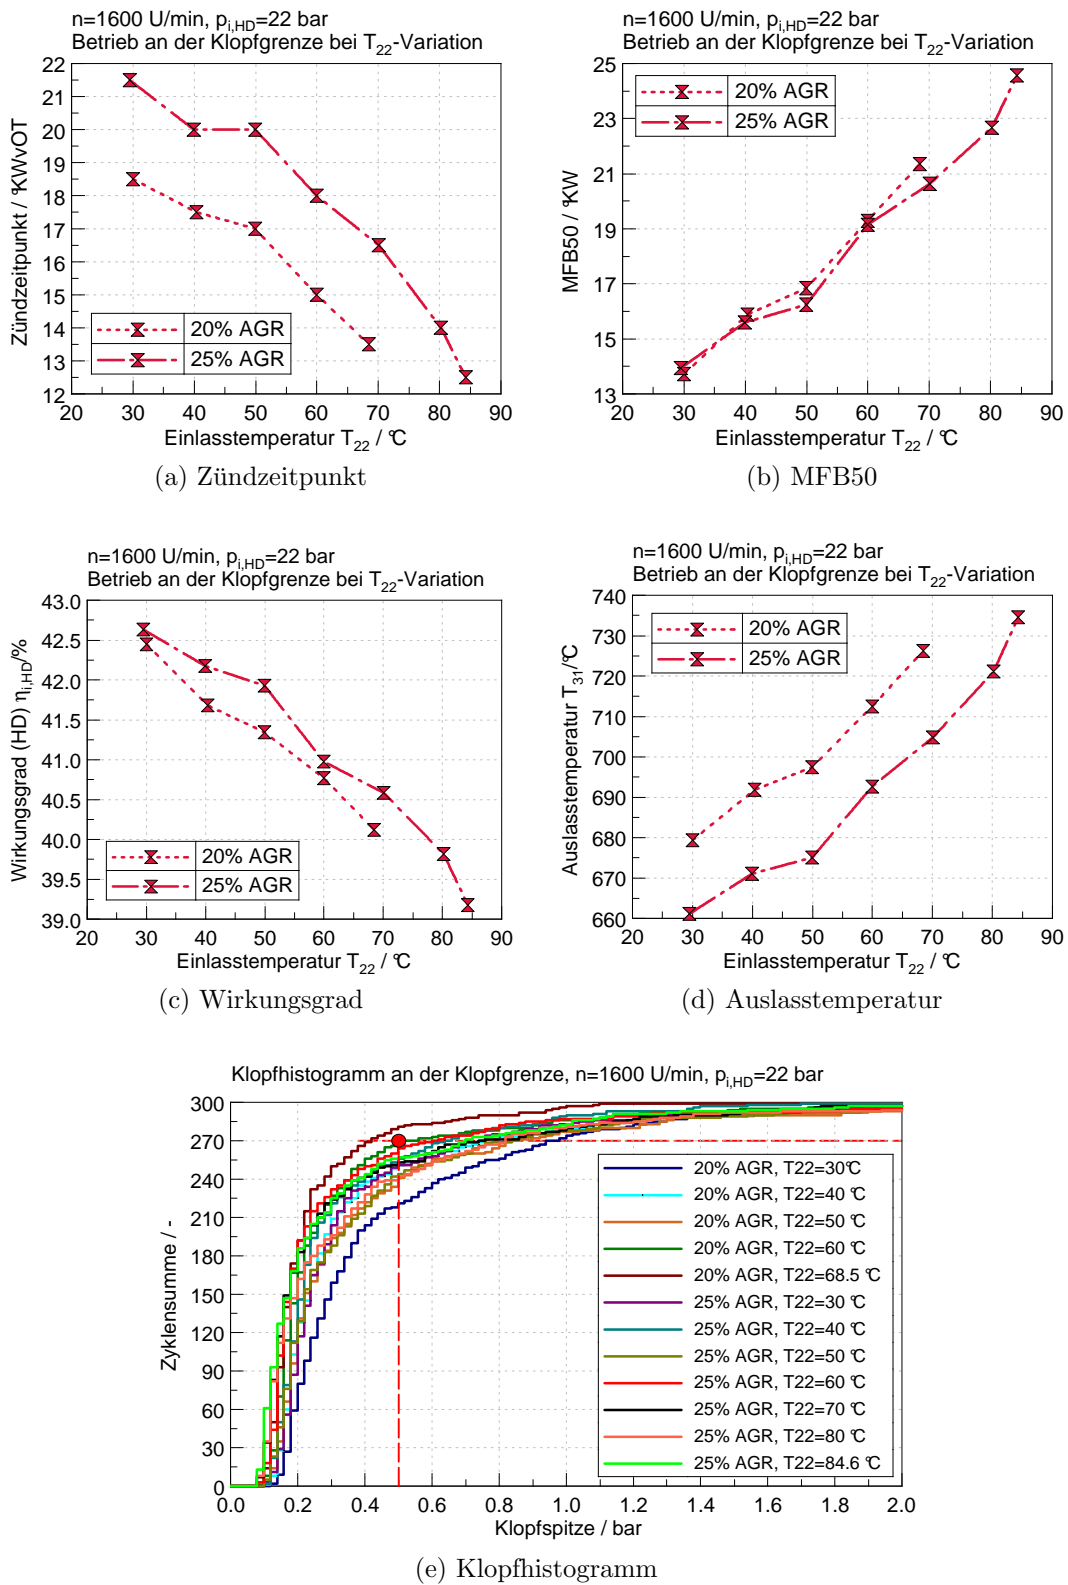 n=1600 U/min, pi,HD=22 bar
Betrieb an der Klopfgrenze bei T22-Variation
Zündzeitpunkt / °KWvOT
22
21
20
19
18
17
16
15
14
13
12
20% AGR
25% AGR
20 30 40 50 60 70 80 90
Einlasstemperatur T22 / °C
(a) Zündzeitpunkt
n=1600 U/min, pi,HD=22 bar
Betrieb an der Klopfgrenze bei T22-Variation
MFB50 / °KW
25
23
21
19
17
15
13
20% AGR
25% AGR
20 30 40 50 60 70 80 90
Einlasstemperatur T22 / °C
(b) MFB50
n=1600 U/min, pi,HD=22 bar
Betrieb an der Klopfgrenze bei T22-Variation
Wirkungsgrad (HD) ηi,HD/%
43.0
42.5
42.0
41.5
41.0
40.5
40.0
39.5
39.0
20% AGR
25% AGR
20 30 40 50 60 70 80 90
Einlasstemperatur T22 / °C
(c) Wirkungsgrad
n=1600 U/min, pi,HD=22 bar
Betrieb an der Klopfgrenze bei T22-Variation
Auslasstemperatur T31/°C
740
730
720
710
700
690
680
670
660
20% AGR
25% AGR
20 30 40 50 60 70 80 90
Einlasstemperatur T22 / °C
(d) Auslasstemperatur
Klopfhistogramm an der Klopfgrenze, n=1600 U/min, pi,HD=22 bar
Zyklensumme / -
300
270
240
210
180
150
120
90
60
30
0
20% AGR, T22=30°C
20% AGR, T22=40 °C
20% AGR, T22=50 °C
20% AGR, T22=60 °C
20% AGR, T22=68.5 °C
25% AGR, T22=30 °C
25% AGR, T22=40 °C
25% AGR, T22=50 °C
25% AGR, T22=60 °C
25% AGR, T22=70 °C
25% AGR, T22=80 °C
25% AGR, T22=84.6 °C
0.0 0.2 0.4 0.6 0.8 1.0 1.2 1.4 1.6 1.8 2.0
Klopfspitze / bar
(e) Klopfhistogramm